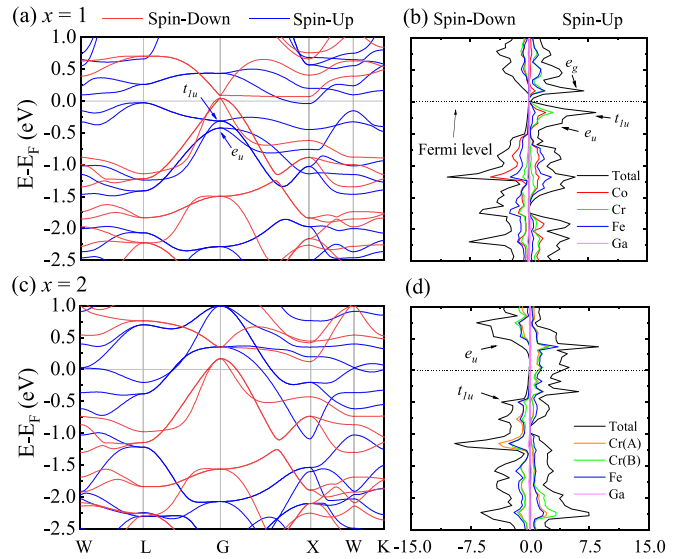 (a) x = 1
Spin-Down
Spin-Up
(b)
Spin-Down
Spin-Up
E-E_F (eV)
1.0
0.5
0.0
-0.5
-1.0
-1.5
-2.0
-2.5
t_1u
e_u
e_g
t_1u
e_u
Fermi level
Total
Co
Cr
Fe
Ga
(c) x = 2
(d)
E-E_F (eV)
1.0
0.5
0.0
-0.5
-1.0
-1.5
-2.0
-2.5
W L G X W K
e_u
t_1u
Total
Cr(A)
Cr(B)
Fe
Ga
-15.0 -7.5 0.0 7.5 15.0